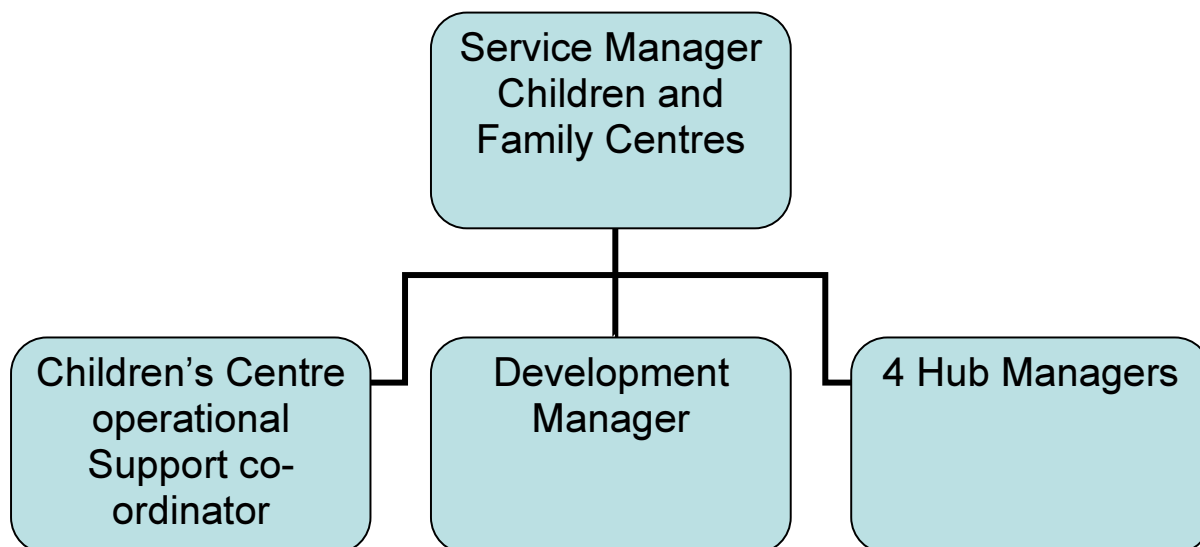 Service Manager
Children and
Family Centres
Children’s Centre
operational
Support co-
ordinator
Development
Manager
4 Hub Managers